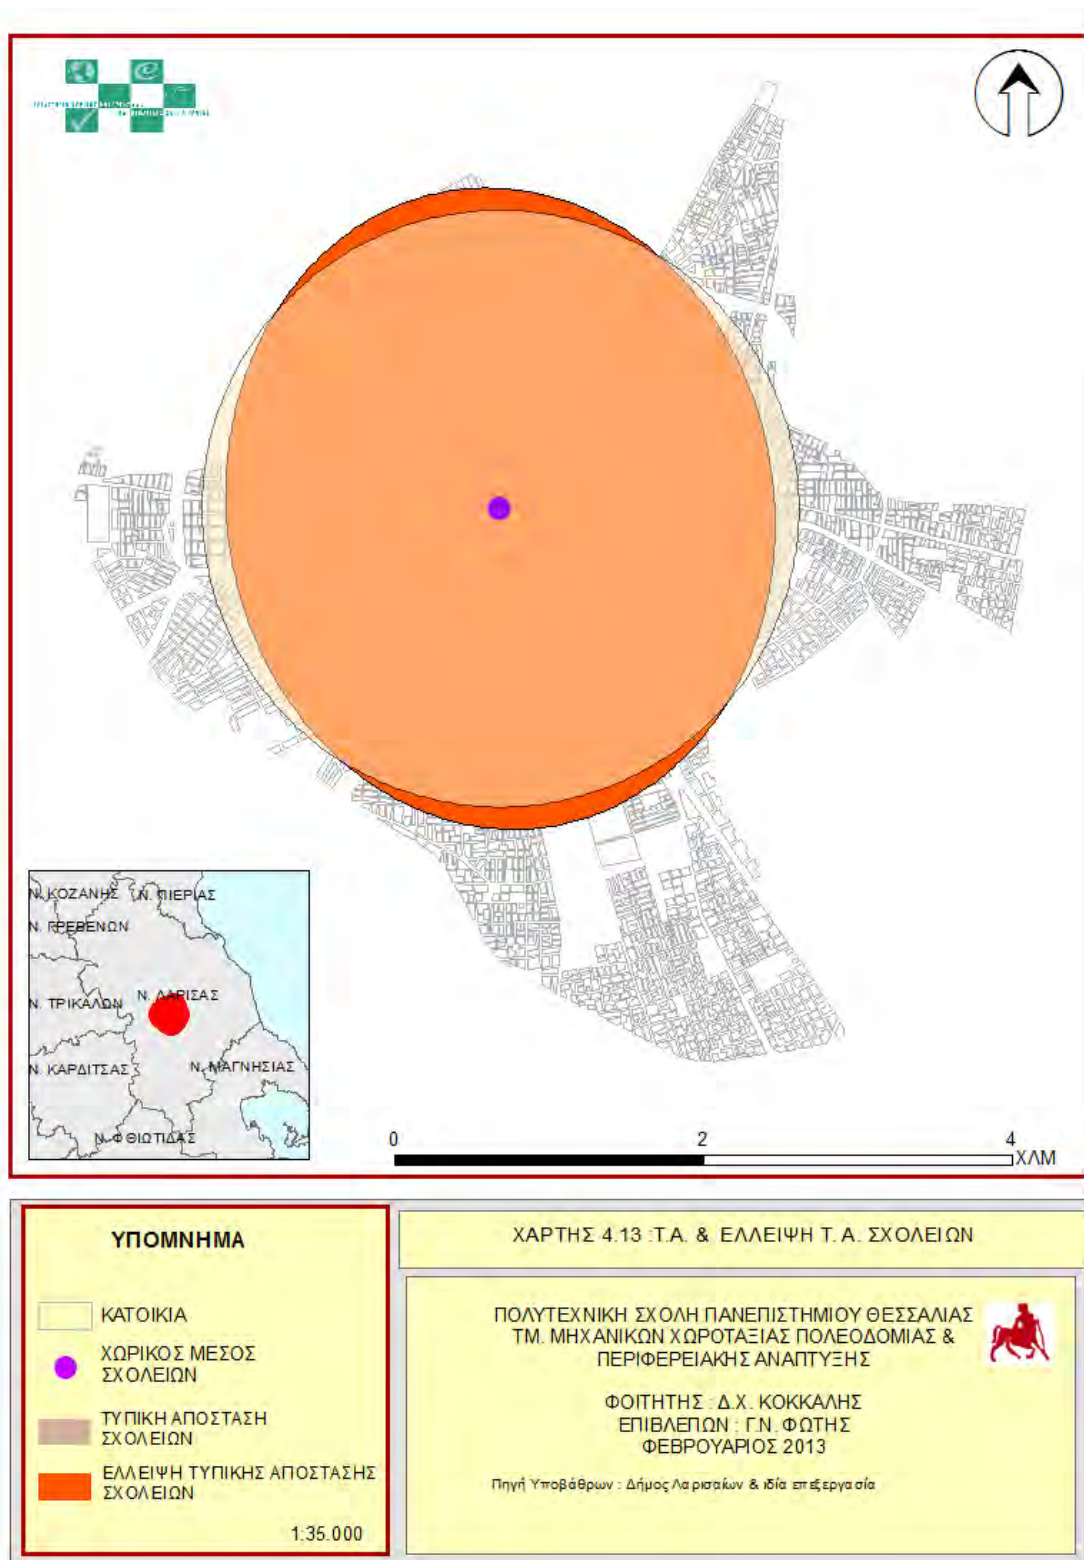 Ν. ΚΟΖΑΝΗΣ
Ν. ΠΙΕΡΙΑΣ
Ν. ΓΡΕΒΕΝΩΝ
Ν. ΤΡΙΚΑΛΩΝ
Ν. ΛΑΡΙΣΑΣ
Ν. ΚΑΡΔΙΤΣΑΣ
Ν. ΜΑΓΝΗΣΙΑΣ
Ν. ΦΘΙΩΤΙΔΑΣ
0 2 4
ΧΛΜ
ΥΠΟΜΝΗΜΑ
ΚΑΤΟΙΚΙΑ
ΧΩΡΙΚΟΣ ΜΕΣΟΣ
ΣΧΟΛΕΙΩΝ
ΤΥΠΙΚΗ ΑΠΟΣΤΑΣΗ
ΣΧΟΛΕΙΩΝ
ΕΛΛΕΙΨΗ ΤΥΠΙΚΗΣ ΑΠΟΣΤΑΣΗΣ
ΣΧΟΛΕΙΩΝ
1:35.000
ΧΑΡΤΗΣ 4.13 :Τ.Α. & ΕΛΛΕΙΨΗ Τ. Α. ΣΧΟΛΕΙΩΝ
ΠΟΛΥΤΕΧΝΙΚΗ ΣΧΟΛΗ ΠΑΝΕΠΙΣΤΗΜΙΟΥ ΘΕΣΣΑΛΙΑΣ
ΤΜ. ΜΗΧΑΝΙΚΩΝ ΧΩΡΟΤΑΞΙΑΣ ΠΟΛΕΟΔΟΜΙΑΣ &
ΠΕΡΙΦΕΡΕΙΑΚΗΣ ΑΝΑΠΤΥΞΗΣ
ΦΟΙΤΗΤΗΣ : Δ.Χ. ΚΟΚΚΑΛΗΣ
ΕΠΙΒΛΕΠΩΝ : Γ.Ν. ΦΩΤΗΣ
ΦΕΒΡΟΥΑΡΙΟΣ 2013
Πηγή Υποβάθρων : Δήμος Λαρισαίων & ιδία επεξεργασία